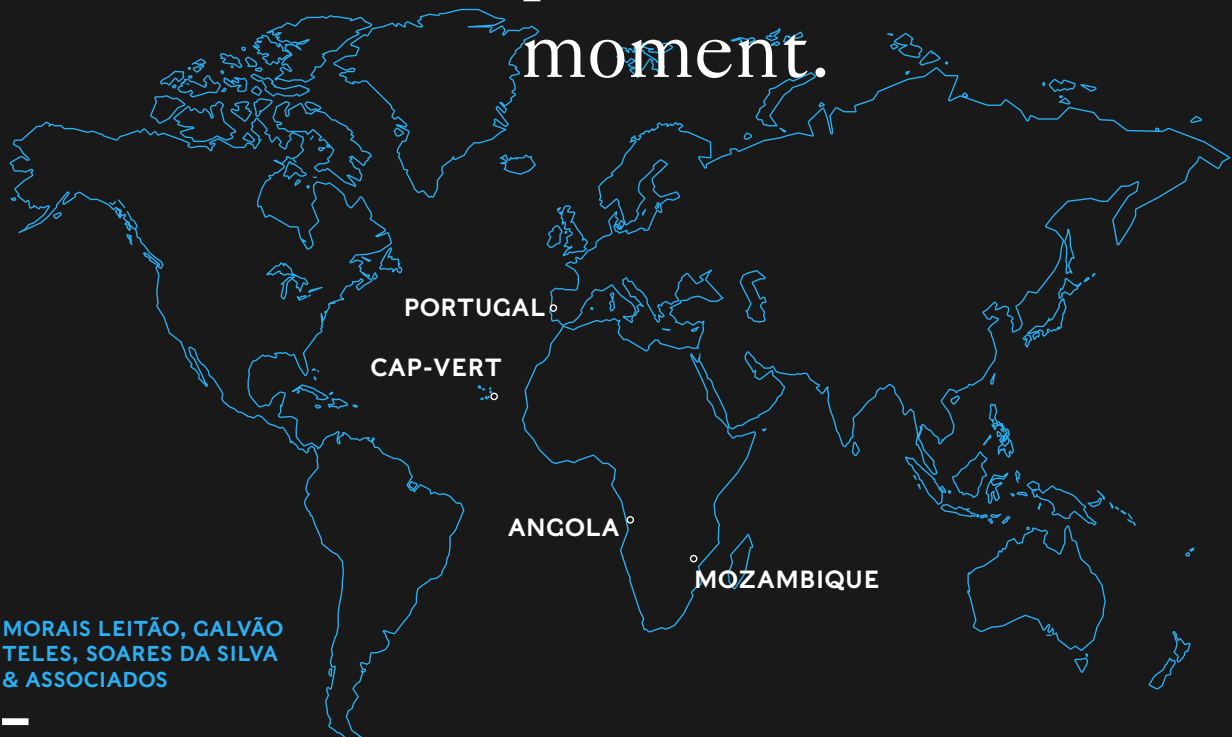 moment.
PORTUGAL
CAP-VERT
ANGOLA
MOZAMBIQUE
MORAIS LEITÃO, GALVÃO
TELES, SOARES DA SILVA
& ASSOCIADOS